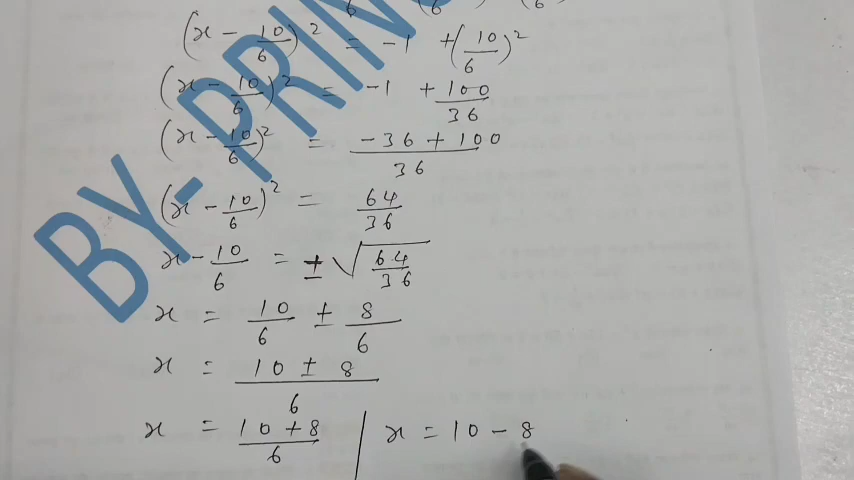 (x - 10/6)² = -1 + (10/6)²
(x - 10/6)² = -1 + 100/36
(x - 10/6)² = (-36 + 100)/36
(x - 10/6)² = 64/36
x - 10/6 = ± √(64/36)
x = 10/6 ± 8/6
x = (10 ± 8)/6
x = (10 + 8)/6 | x = 10 - 8
BY- PRIN